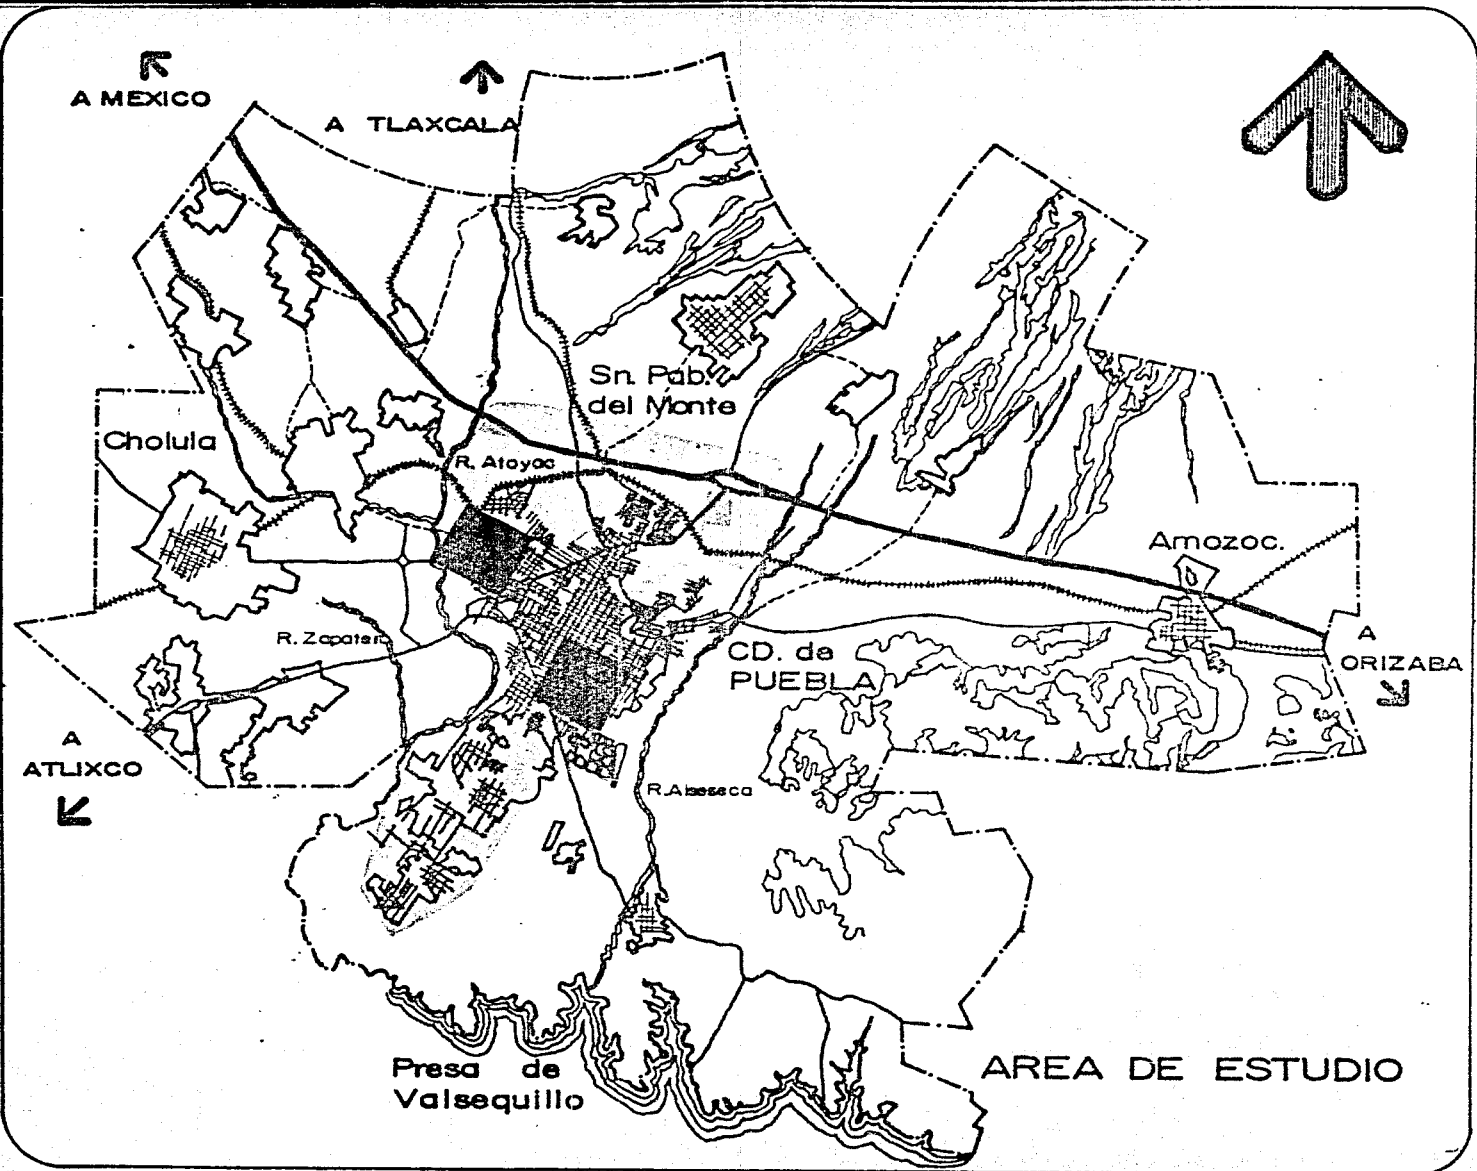 A MEXICO
A TLAXCALA
Sn. Pab.
del Monte
Cholula
R. Atoyac
Amozoc.
R. Zapatero
CD. de
PUEBLA
A
ORIZABA
A
ATLIXCO
R. Alseseca
Presa de
Valsequillo
AREA DE ESTUDIO